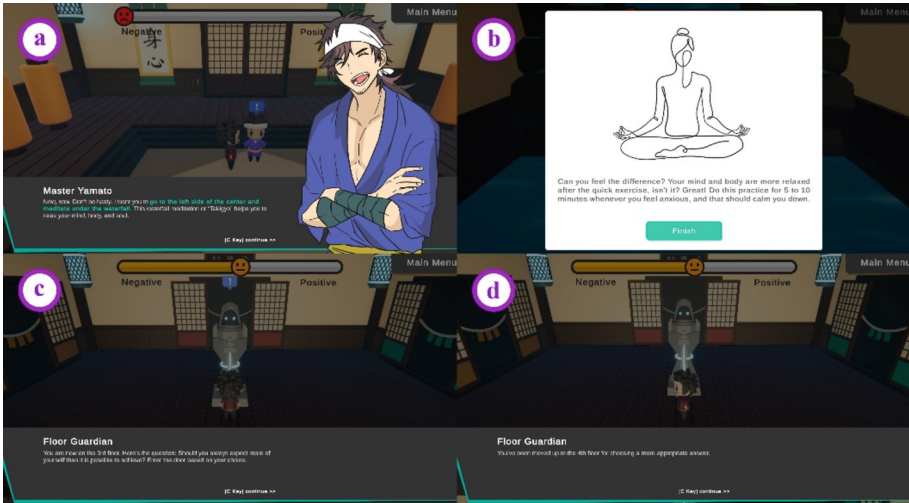 a
Main Menu
Negative
Positi
身
心
Master Yamato
Now, now. Don't be hasty. I want you to go to the left side of the center and
meditate under the waterfall. This waterfall meditation or "Takigyo" helps you to
relax your mind, body, and soul.
[C Key] continue >>
b
Main Menu
Can you feel the difference? Your mind and body are more relaxed
after the quick exercise, isn't it? Great! Do this practice for 5 to 10
minutes whenever you feel anxious, and that should calm you down.
Finish
c
Main Menu
Negative
Positive
Floor Guardian
You are now on the 3rd floor. Here's the question: Should you always expect more of
yourself than it is possible to achieve? Enter the door based on your choice.
[C Key] continue >>
d
Main Menu
Negative
Positive
Floor Guardian
You've been moved up to the 4th floor for choosing a more appropriate answer.
[C Key] continue >>